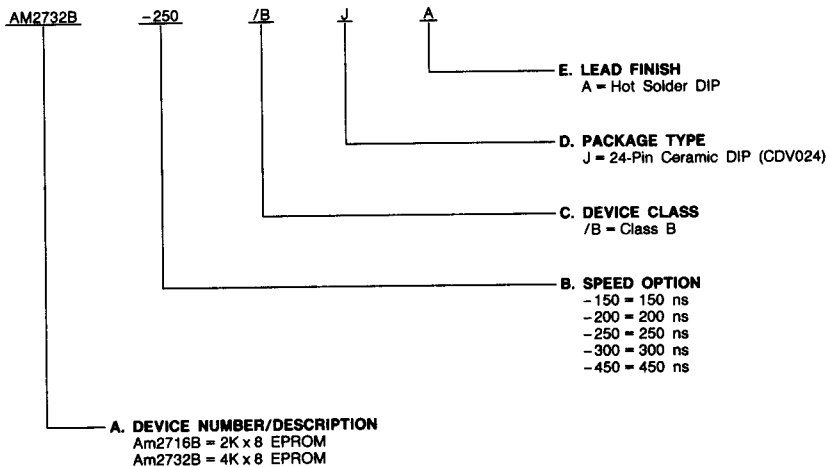 AM2732B -250 /B J A
E. LEAD FINISH
A = Hot Solder DIP
D. PACKAGE TYPE
J = 24-Pin Ceramic DIP (CDV024)
C. DEVICE CLASS
/B = Class B
B. SPEED OPTION
-150 = 150 ns
-200 = 200 ns
-250 = 250 ns
-300 = 300 ns
-450 = 450 ns
A. DEVICE NUMBER/DESCRIPTION
Am2716B = 2K x 8 EPROM
Am2732B = 4K x 8 EPROM